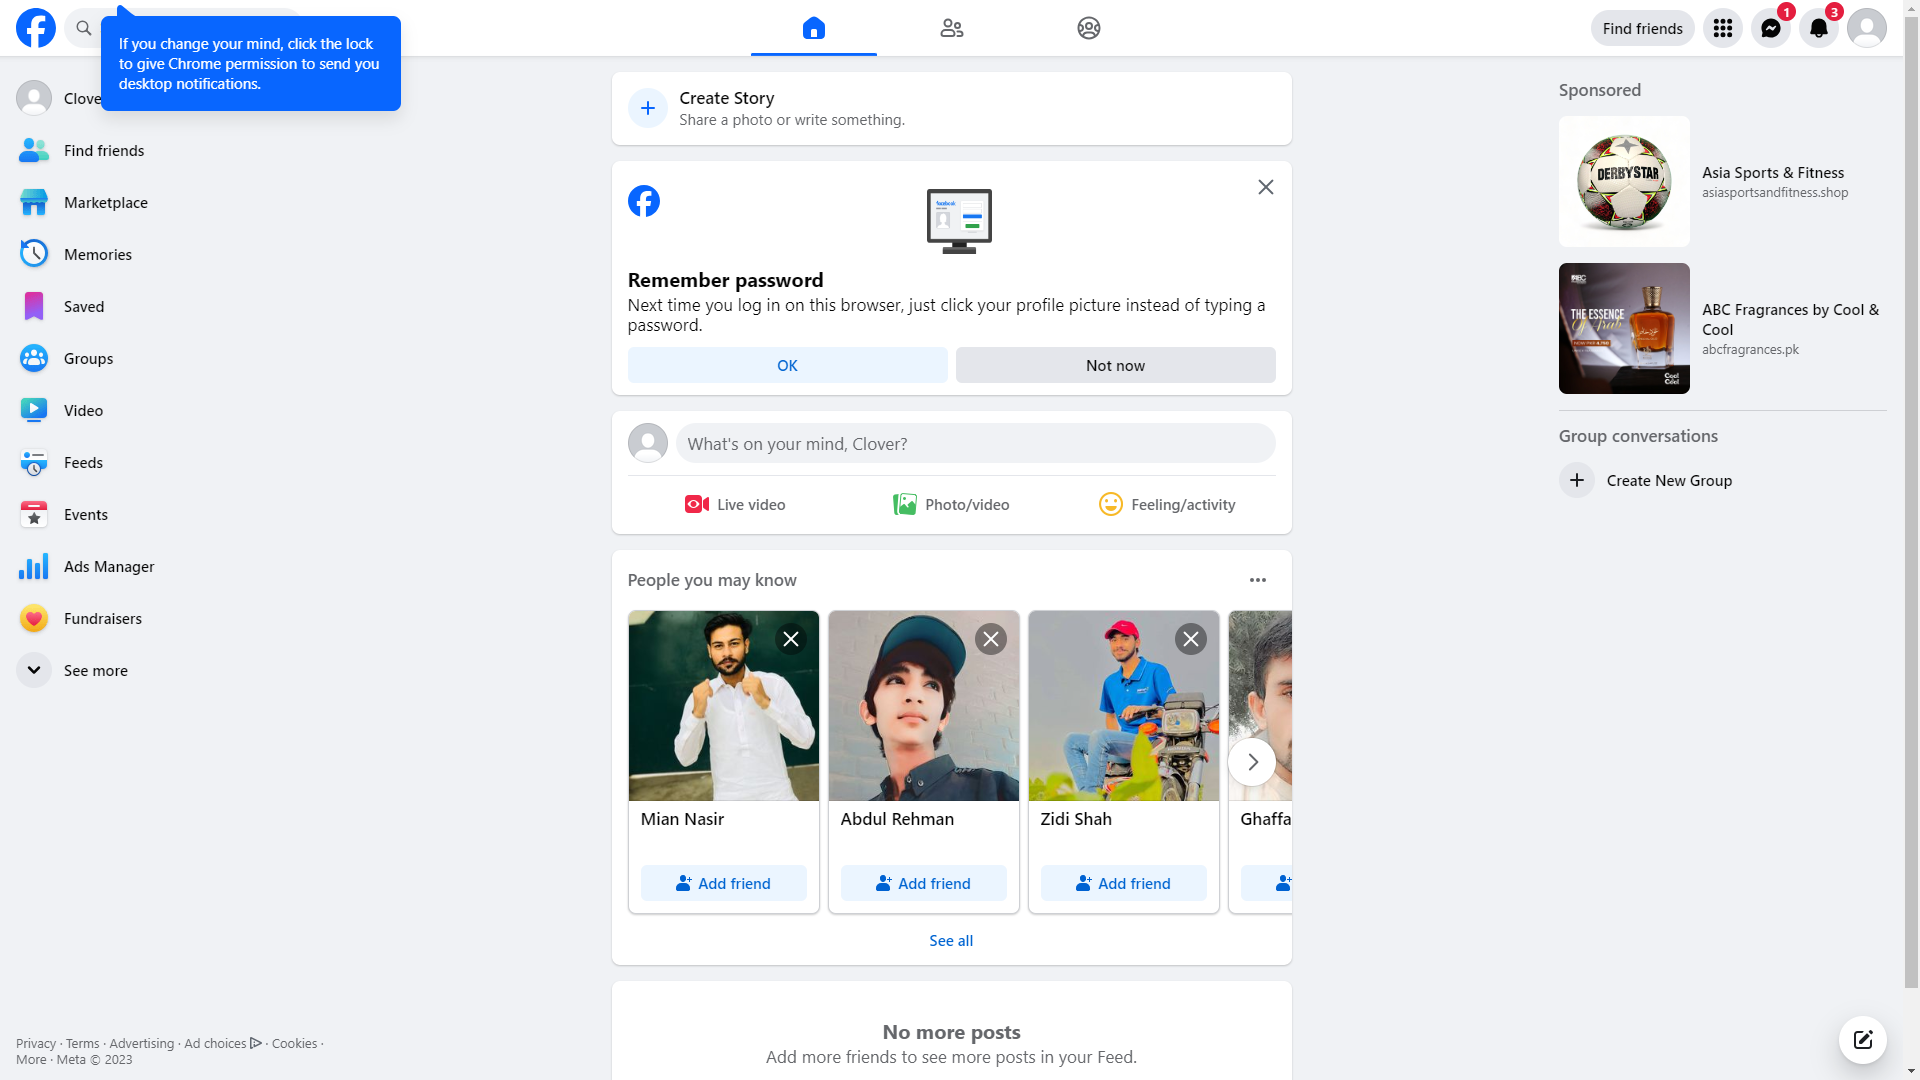 If you change your mind, click the lock
to give Chrome permission to send you
desktop notifications.
Find friends
1
3
Clove
Find friends
Marketplace
Memories
Saved
Groups
Video
Feeds
Events
Ads Manager
Fundraisers
See more
Privacy · Terms · Advertising · Ad choices · Cookies ·
More · Meta © 2023
Create Story
Share a photo or write something.
facebook
Remember password
Next time you log in on this browser, just click your profile picture instead of typing a
password.
OK
Not now
What's on your mind, Clover?
Live video
Photo/video
Feeling/activity
People you may know
Mian Nasir
Abdul Rehman
Zidi Shah
Ghaffa
Add friend
Add friend
Add friend
See all
No more posts
Add more friends to see more posts in your Feed.
Sponsored
DERBYSTAR
Asia Sports & Fitness
asiasportsandfitness.shop
THE ESSENCE
Of Arab
Cool
Cool
ABC Fragrances by Cool &
Cool
abcfragrances.pk
Group conversations
Create New Group